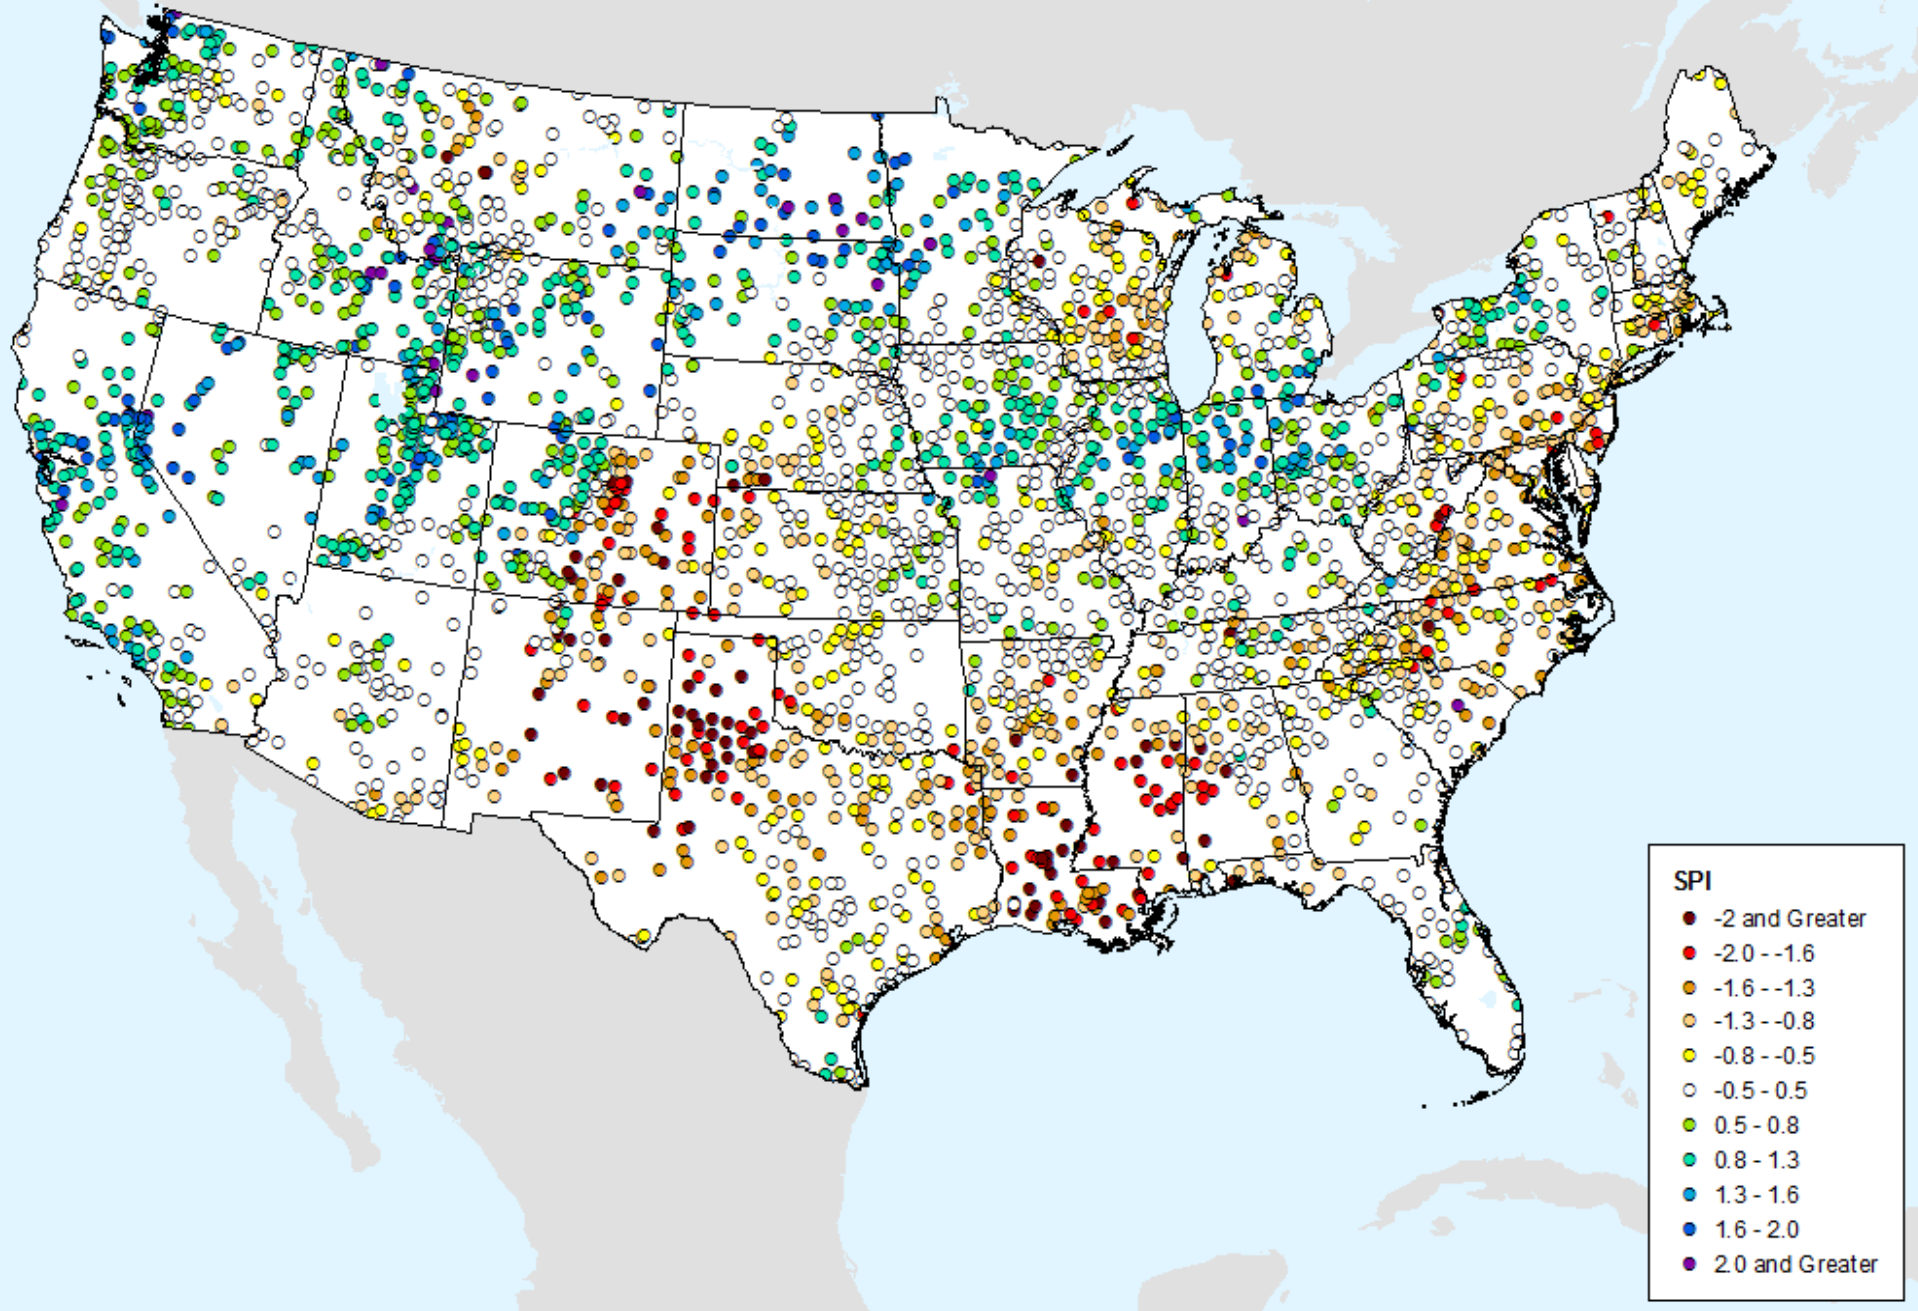 SPI
-2 and Greater
-2.0 - -1.6
-1.6 - -1.3
-1.3 - -0.8
-0.8 - -0.5
-0.5 - 0.5
0.5 - 0.8
0.8 - 1.3
1.3 - 1.6
1.6 - 2.0
2.0 and Greater